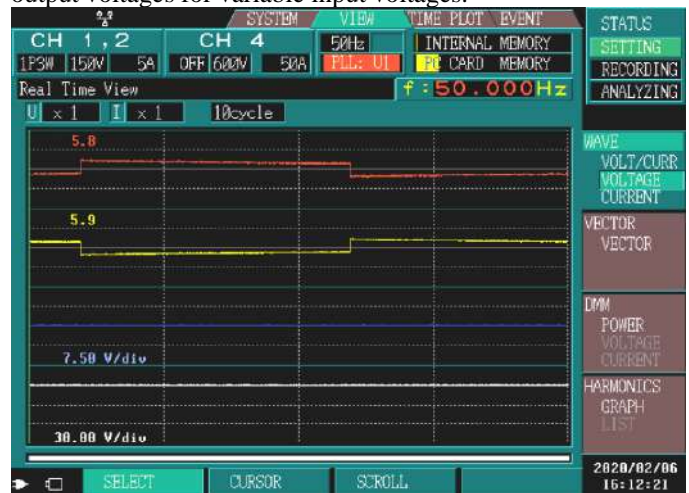 output voltages for variable input voltages.
SYSTEM VIEW TIME PLOT EVENT STATUS
CH 1,2 CH 4 50Hz INTERNAL MEMORY SETTING
1P3W 150V 5A OFF 600V 50A PLL: U1 PC CARD MEMORY RECORDING
Real Time View f:50.000Hz ANALYZING
U x 1 I x 1 10cycle
5.8
WAVE
VOLT/CURR
VOLTAGE
CURRENT
5.9
VECTOR
VECTOR
DMM
POWER
VOLTAGE
CURRENT
7.50 V/div
HARMONICS
GRAPH
LIST
30.00 V/div
SELECT CURSOR SCROLL
2020/02/06
16:12:21